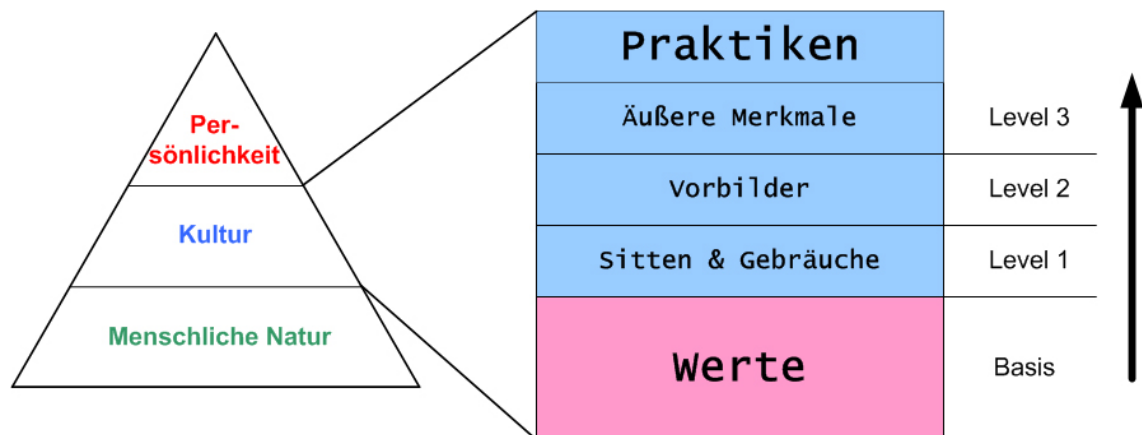 Per-
sönlichkeit
Kultur
Menschliche Natur
Praktiken
Äußere Merkmale
Level 3
Vorbilder
Level 2
Sitten & Gebräuche
Level 1
Werte
Basis